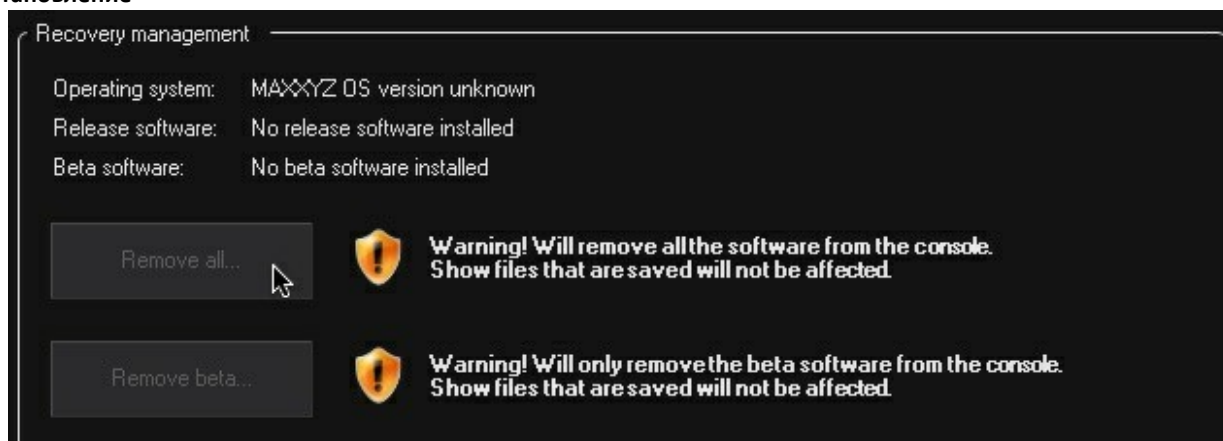 Recovery management
Operating system: MAXXYZ OS version unknown
Release software: No release software installed
Beta software: No beta software installed
Remove all...
Warning! Will remove all the software from the console.
Show files that are saved will not be affected.
Remove beta...
Warning! Will only remove the beta software from the console.
Show files that are saved will not be affected.